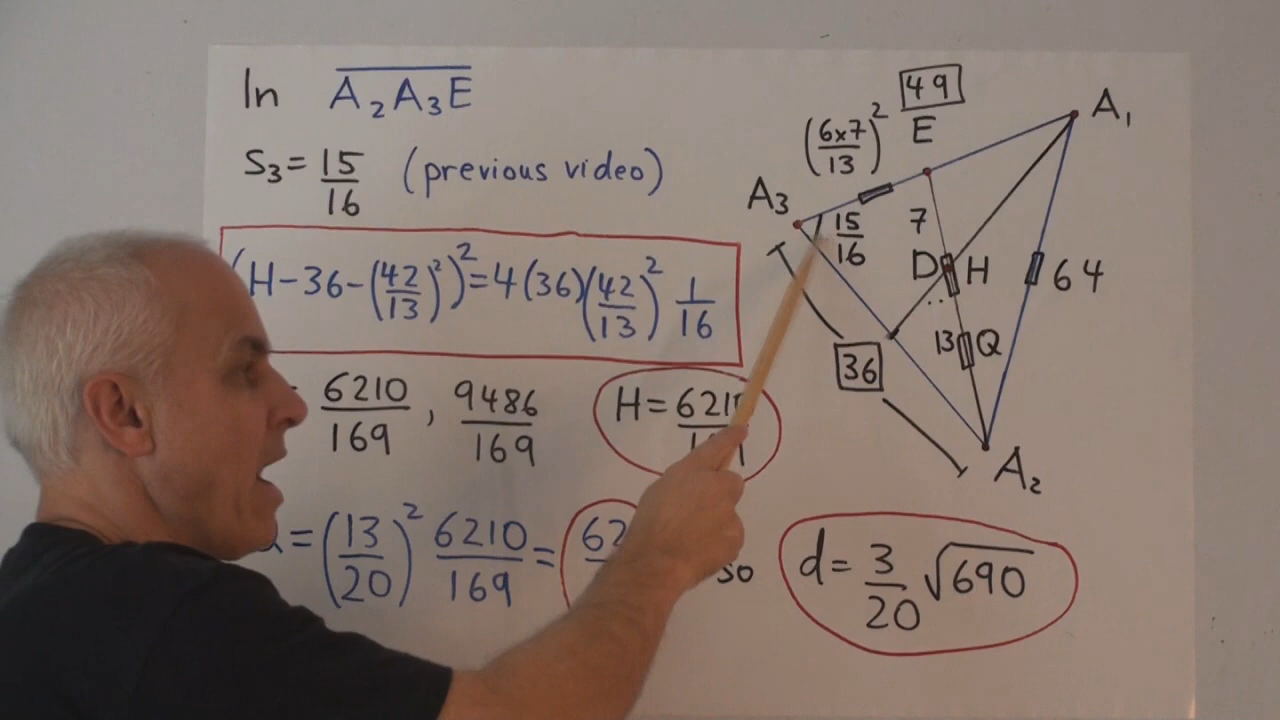 In A₂A₃E
S₃ = 15/16 (previous video)
(H − 36 − (42/13)²)² = 4(36)(42/13)² 1/16
6210/169 , 9486/169
H = 6210
= (13/20)² 6210/169 =
so d = 3/20 √690
A₁
49
E
(6×7/13)²
A₃
15/16
7
D H
64
13 Q
36
A₂